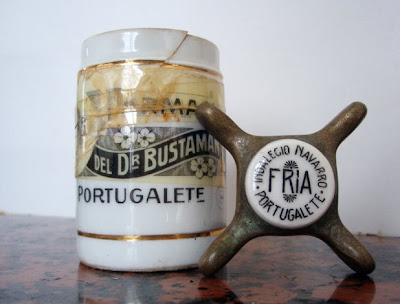 DEL DR BUSTAMAN
PORTUGALETE
INDALECIO NAVARRO
FRIA
PORTUGALETE